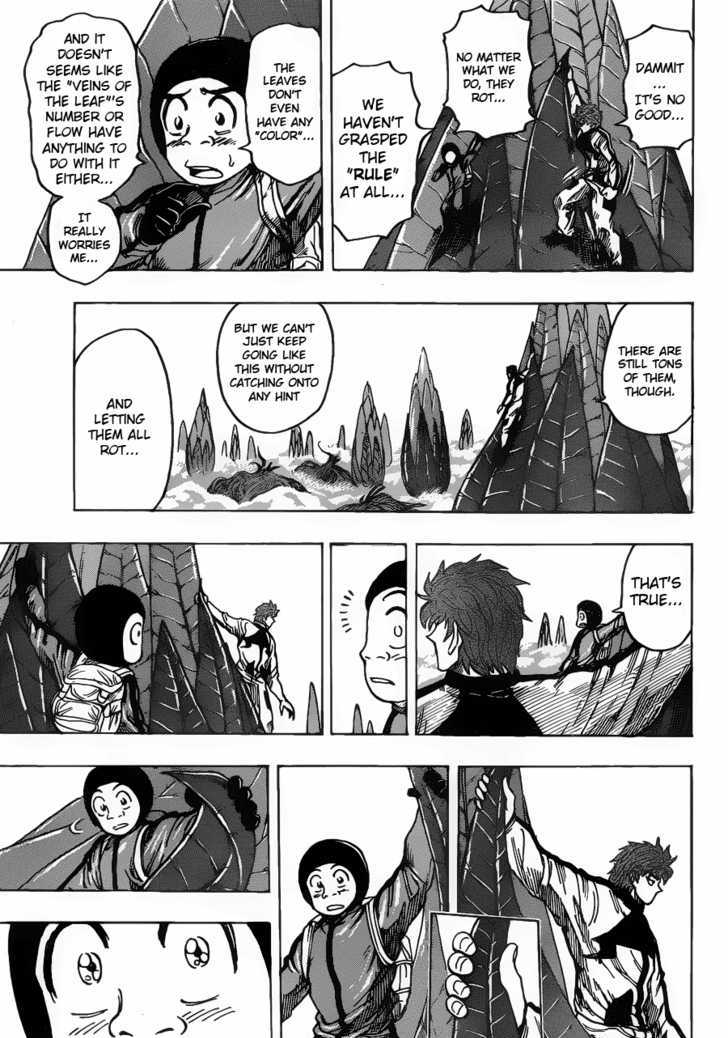 DAMMIT
...
IT'S NO
GOOD...
NO MATTER
WHAT WE
DO, THEY
ROT...
WE
HAVEN'T
GRASPED
THE
"RULE"
AT ALL...
THE
LEAVES
DON'T
EVEN
HAVE ANY
"COLOR"...
AND IT
DOESN'T
SEEMS LIKE
THE "VEINS
OF THE LEAF"'S
NUMBER OR
FLOW HAVE
ANYTHING
TO DO
WITH IT
EITHER...
IT
REALLY
WORRIES
ME...
THERE ARE
STILL TONS
OF THEM,
THOUGH.
BUT WE CAN'T
JUST KEEP
GOING LIKE
THIS WITHOUT
CATCHING ONTO
ANY HINT
AND
LETTING
THEM ALL
ROT...
THAT'S
TRUE...